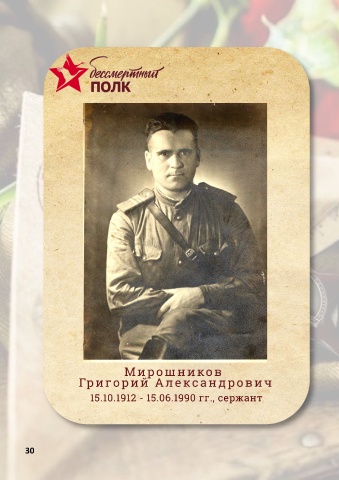 бессмертный
ПОЛК
Мирошников
Григорий Александрович
15.10.1912 - 15.06.1990 гг., сержант
30